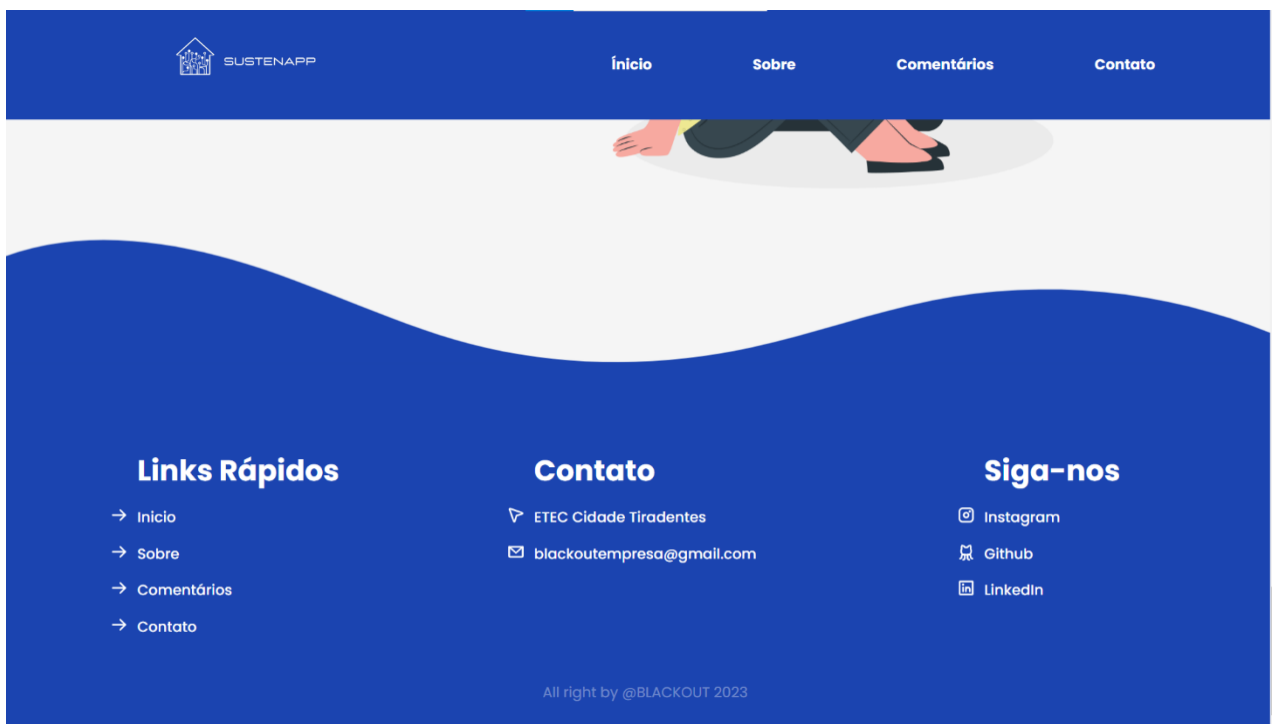 SUSTENAPP
Ínicio
Sobre
Comentários
Contato
Links Rápidos
Inicio
Sobre
Comentários
Contato
Contato
ETEC Cidade Tiradentes
blackoutempresa@gmail.com
Siga-nos
Instagram
Github
LinkedIn
All right by @BLACKOUT 2023